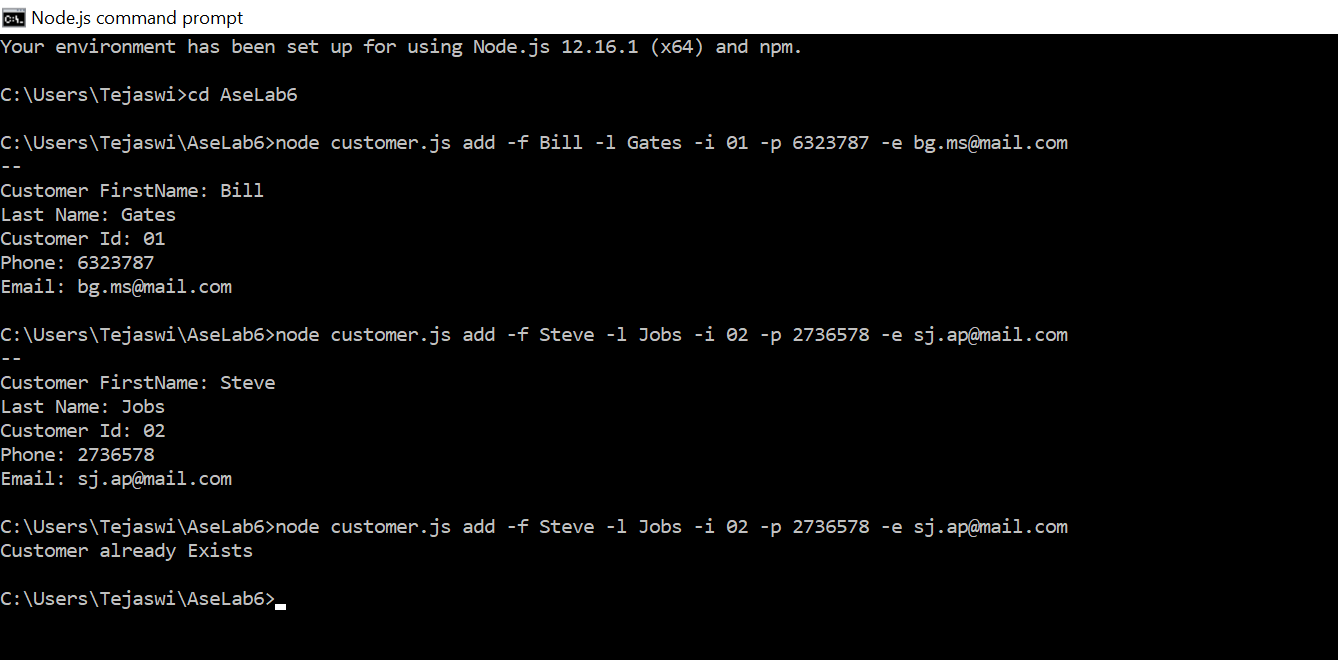 Node.js command prompt
Your environment has been set up for using Node.js 12.16.1 (x64) and npm.
C:\Users\Tejaswi>cd AseLab6
C:\Users\Tejaswi\AseLab6>node customer.js add -f Bill -l Gates -i 01 -p 6323787 -e bg.ms@mail.com
--
Customer FirstName: Bill
Last Name: Gates
Customer Id: 01
Phone: 6323787
Email: bg.ms@mail.com
C:\Users\Tejaswi\AseLab6>node customer.js add -f Steve -l Jobs -i 02 -p 2736578 -e sj.ap@mail.com
--
Customer FirstName: Steve
Last Name: Jobs
Customer Id: 02
Phone: 2736578
Email: sj.ap@mail.com
C:\Users\Tejaswi\AseLab6>node customer.js add -f Steve -l Jobs -i 02 -p 2736578 -e sj.ap@mail.com
Customer already Exists
C:\Users\Tejaswi\AseLab6>